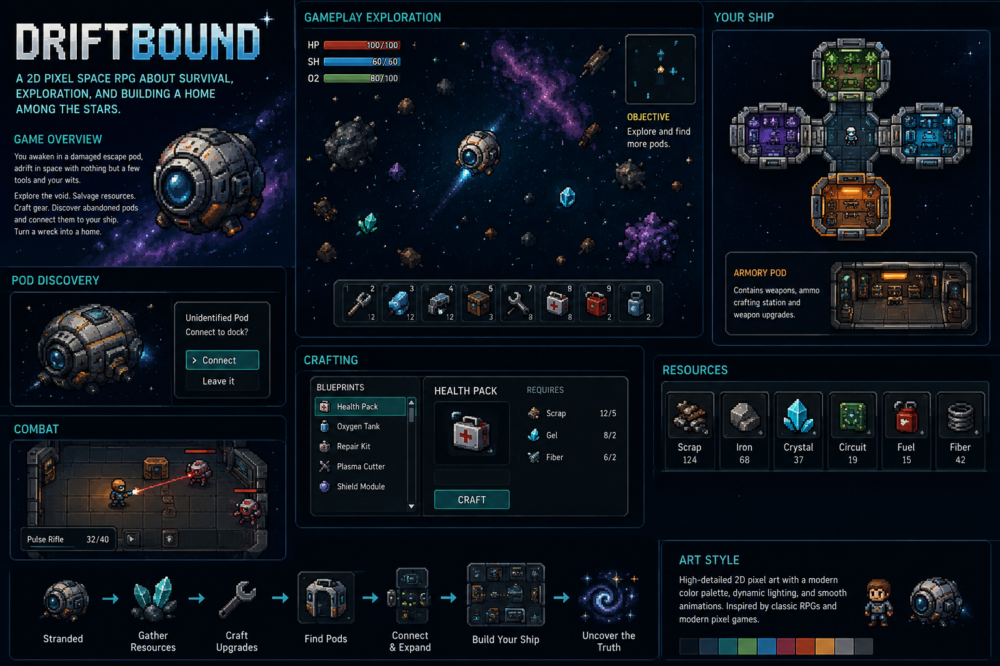 DRIFTBOUND
A 2D PIXEL SPACE RPG ABOUT SURVIVAL,
EXPLORATION, AND BUILDING A HOME
AMONG THE STARS.
GAME OVERVIEW
You awaken in a damaged escape pod,
adrift in space with nothing but a few
tools and your wits.
Explore the void. Salvage resources.
Craft gear. Discover abandoned pods
and connect them to your ship.
Turn a wreck into a home.
GAMEPLAY EXPLORATION
HP 100/100
SH 60/60
O2 80/100
OBJECTIVE
Explore and find
more pods.
1 2 2 3 4 4 5 5 6 7 7 8 8 9 9 0
12 12 12 3 8 8 2 2
YOUR SHIP
ARMORY POD
Contains weapons, ammo
crafting station and
weapon upgrades.
POD DISCOVERY
Unidentified Pod
Connect to dock?
> Connect
Leave it
COMBAT
Pulse Rifle 32/40
CRAFTING
BLUEPRINTS
Health Pack
Oxygen Tank
Repair Kit
Plasma Cutter
Shield Module
HEALTH PACK
CRAFT
REQUIRES
Scrap 12/5
Gel 8/2
Fiber 6/2
RESOURCES
Scrap Iron Crystal Circuit Fuel Fiber
124 68 37 19 15 42
Stranded
Gather
Resources
Craft
Upgrades
Find Pods
Connect
& Expand
Build Your Ship
Uncover the
Truth
ART STYLE
High-detailed 2D pixel art with a modern
color palette, dynamic lighting, and smooth
animations. Inspired by classic RPGs and
modern pixel games.